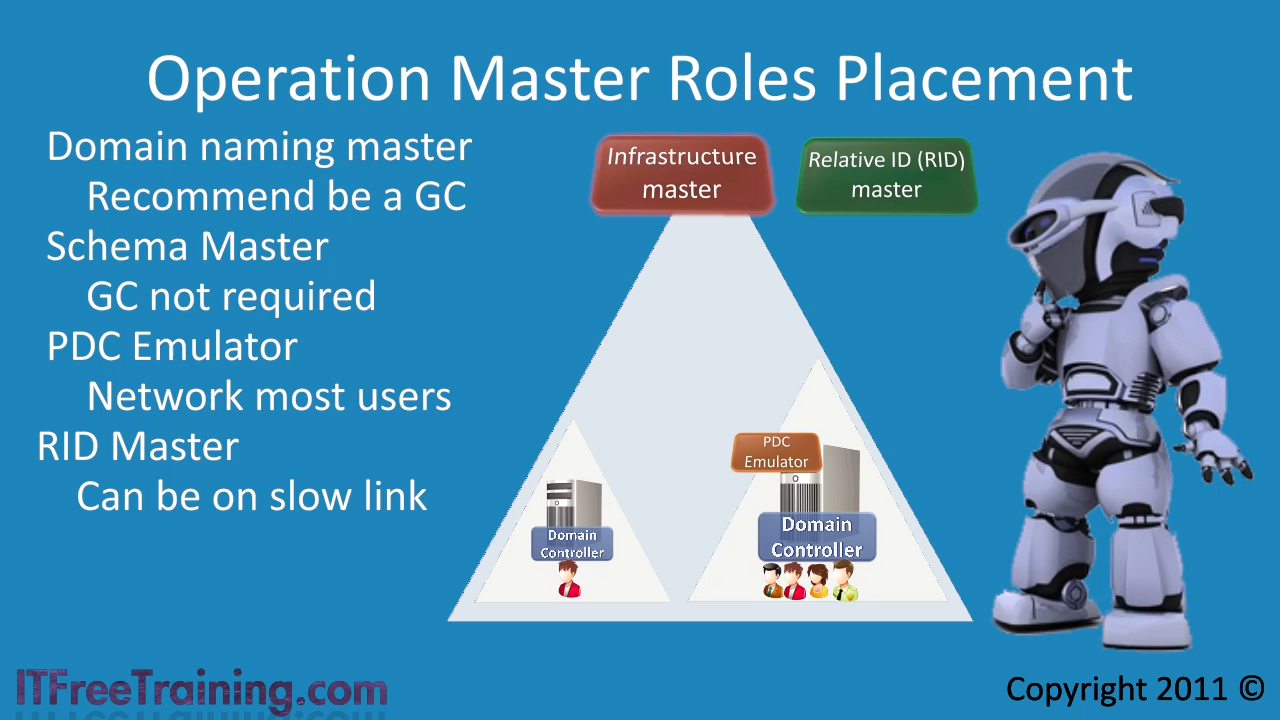 Operation Master Roles Placement
Domain naming master
Recommend be a GC
Schema Master
GC not required
PDC Emulator
Network most users
RID Master
Can be on slow link
Infrastructure
master
Relative ID (RID)
master
PDC
Emulator
Domain
Controller
Domain
Controller
ITFreeTraining.com
Copyright 2011 ©